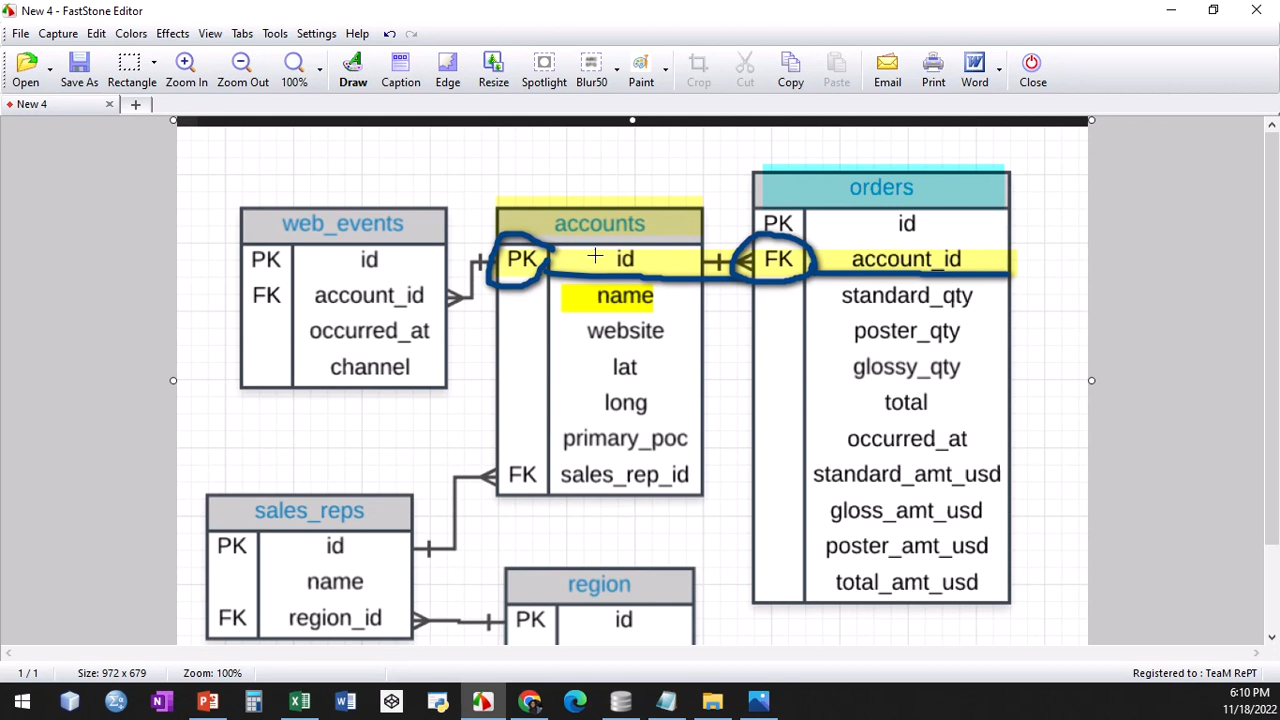 New 4 - FastStone Editor
File Capture Edit Colors Effects View Tabs Tools Settings Help
Open Save As Rectangle Zoom In Zoom Out 100% Draw Caption Edge Resize Spotlight Blur50 Paint Crop Cut Copy Paste Email Print Word Close
New 4
web_events
PK id
FK account_id
occurred_at
channel
accounts
PK id
name
website
lat
long
primary_poc
FK sales_rep_id
orders
PK id
FK account_id
standard_qty
poster_qty
glossy_qty
total
occurred_at
standard_amt_usd
gloss_amt_usd
poster_amt_usd
total_amt_usd
sales_reps
PK id
name
FK region_id
region
PK id
1 / 1 Size: 972 x 679 Zoom: 100% Registered to : TeaM RePT
6:10 PM
11/18/2022